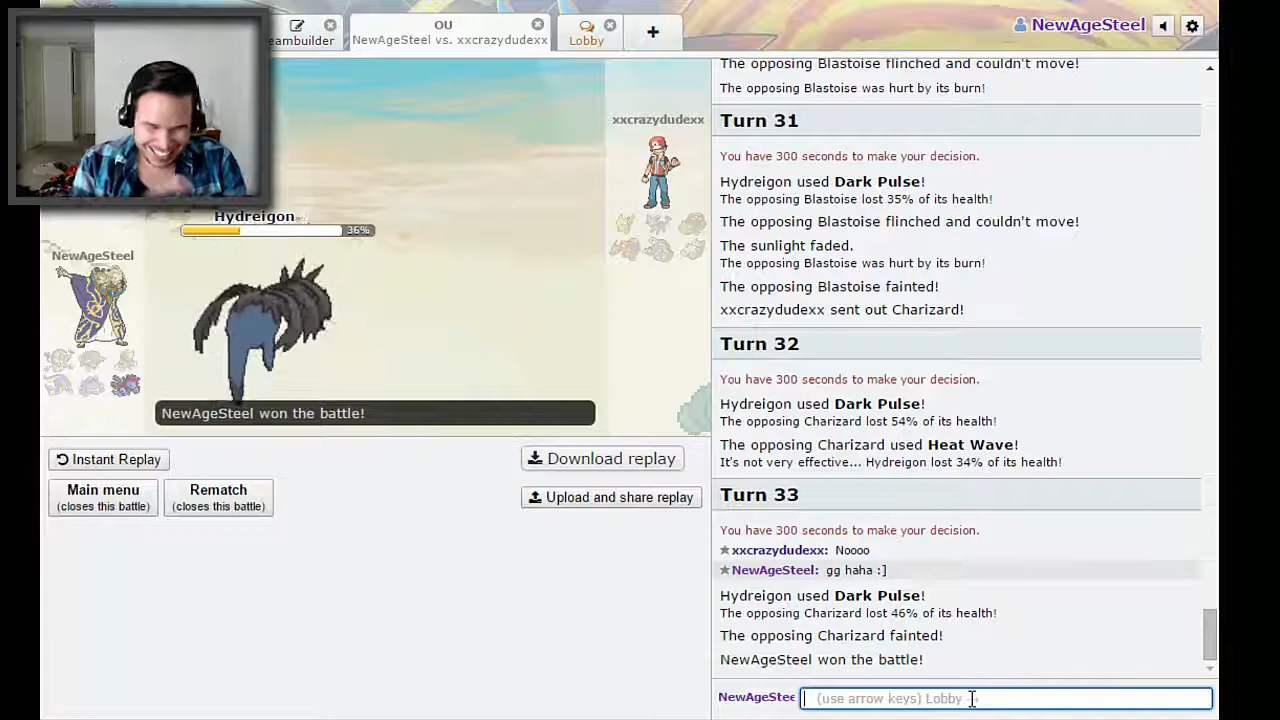 eambuilder
OU
NewAgeSteel vs. xxcrazydudexx
Lobby
+
NewAgeSteel
xxcrazydudexx
Hydreigon
36%
NewAgeSteel
NewAgeSteel won the battle!
Instant Replay
Download replay
Main menu
(closes this battle)
Rematch
(closes this battle)
Upload and share replay
The opposing Blastoise flinched and couldn't move!
The opposing Blastoise was hurt by its burn!
Turn 31
You have 300 seconds to make your decision.
Hydreigon used Dark Pulse!
The opposing Blastoise lost 35% of its health!
The opposing Blastoise flinched and couldn't move!
The sunlight faded.
The opposing Blastoise was hurt by its burn!
The opposing Blastoise fainted!
xxcrazydudexx sent out Charizard!
Turn 32
You have 300 seconds to make your decision.
Hydreigon used Dark Pulse!
The opposing Charizard lost 54% of its health!
The opposing Charizard used Heat Wave!
It's not very effective... Hydreigon lost 34% of its health!
Turn 33
You have 300 seconds to make your decision.
xxcrazydudexx: Noooo
NewAgeSteel: gg haha :]
Hydreigon used Dark Pulse!
The opposing Charizard lost 46% of its health!
The opposing Charizard fainted!
NewAgeSteel won the battle!
NewAgeStee
(use arrow keys) Lobby